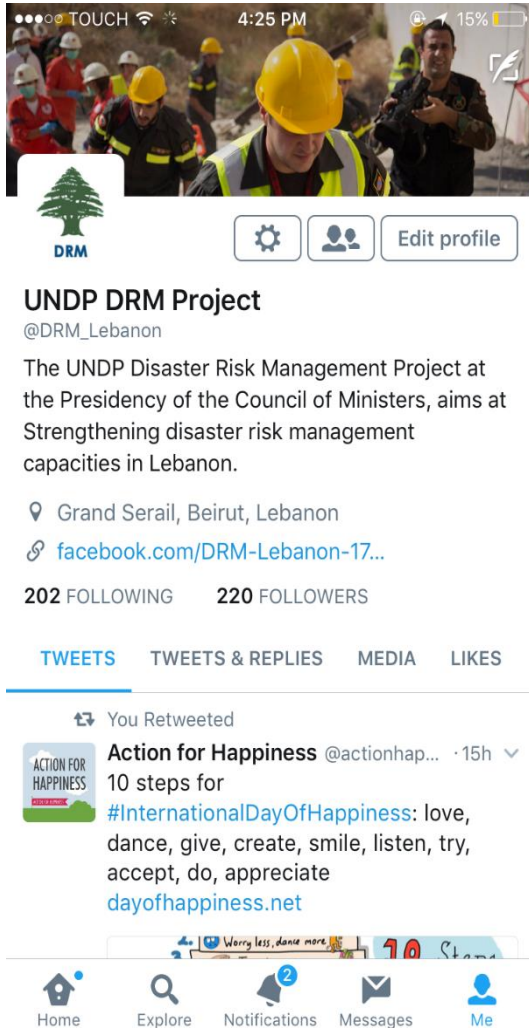 TOUCH 4:25 PM 15%
DRM
Edit profile
UNDP DRM Project
@DRM_Lebanon
The UNDP Disaster Risk Management Project at
the Presidency of the Council of Ministers, aims at
Strengthening disaster risk management
capacities in Lebanon.
Grand Serail, Beirut, Lebanon
facebook.com/DRM-Lebanon-17...
202 FOLLOWING 220 FOLLOWERS
TWEETS TWEETS & REPLIES MEDIA LIKES
You Retweeted
ACTION FOR
HAPPINESS
Action for Happiness @actionhap... · 15h
10 steps for
#InternationalDayOfHappiness: love,
dance, give, create, smile, listen, try,
accept, do, appreciate
dayofhappiness.net
2. Worry less, dance more
10 Steps
2
Home Explore Notifications Messages Me